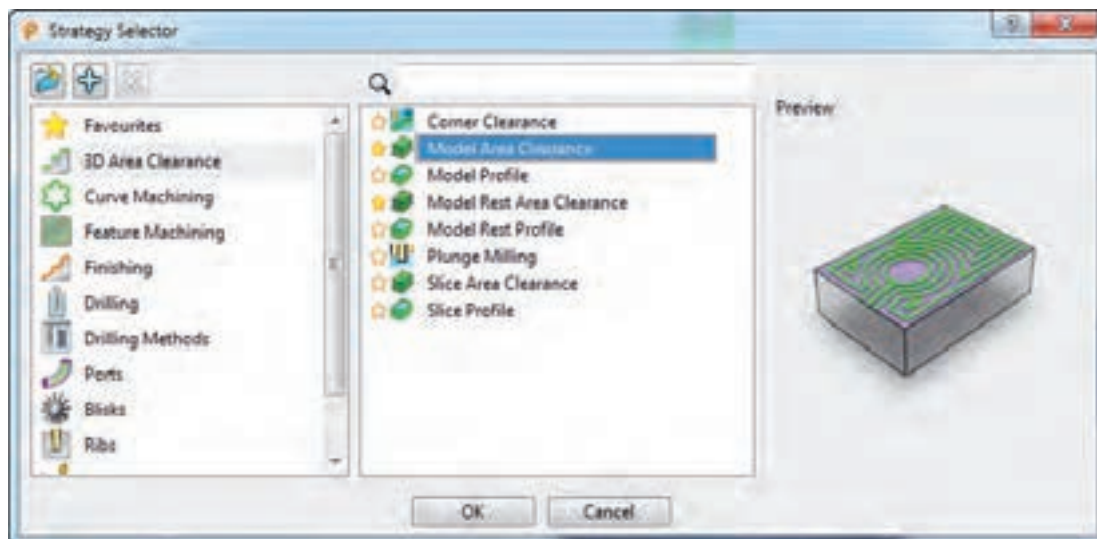 Strategy Selector
Favourites
3D Area Clearance
Curve Machining
Feature Machining
Finishing
Drilling
Drilling Methods
Ports
Blisks
Ribs
Corner Clearance
Model Area Clearance
Model Profile
Model Rest Area Clearance
Model Rest Profile
Plunge Milling
Slice Area Clearance
Slice Profile
Preview
OK
Cancel